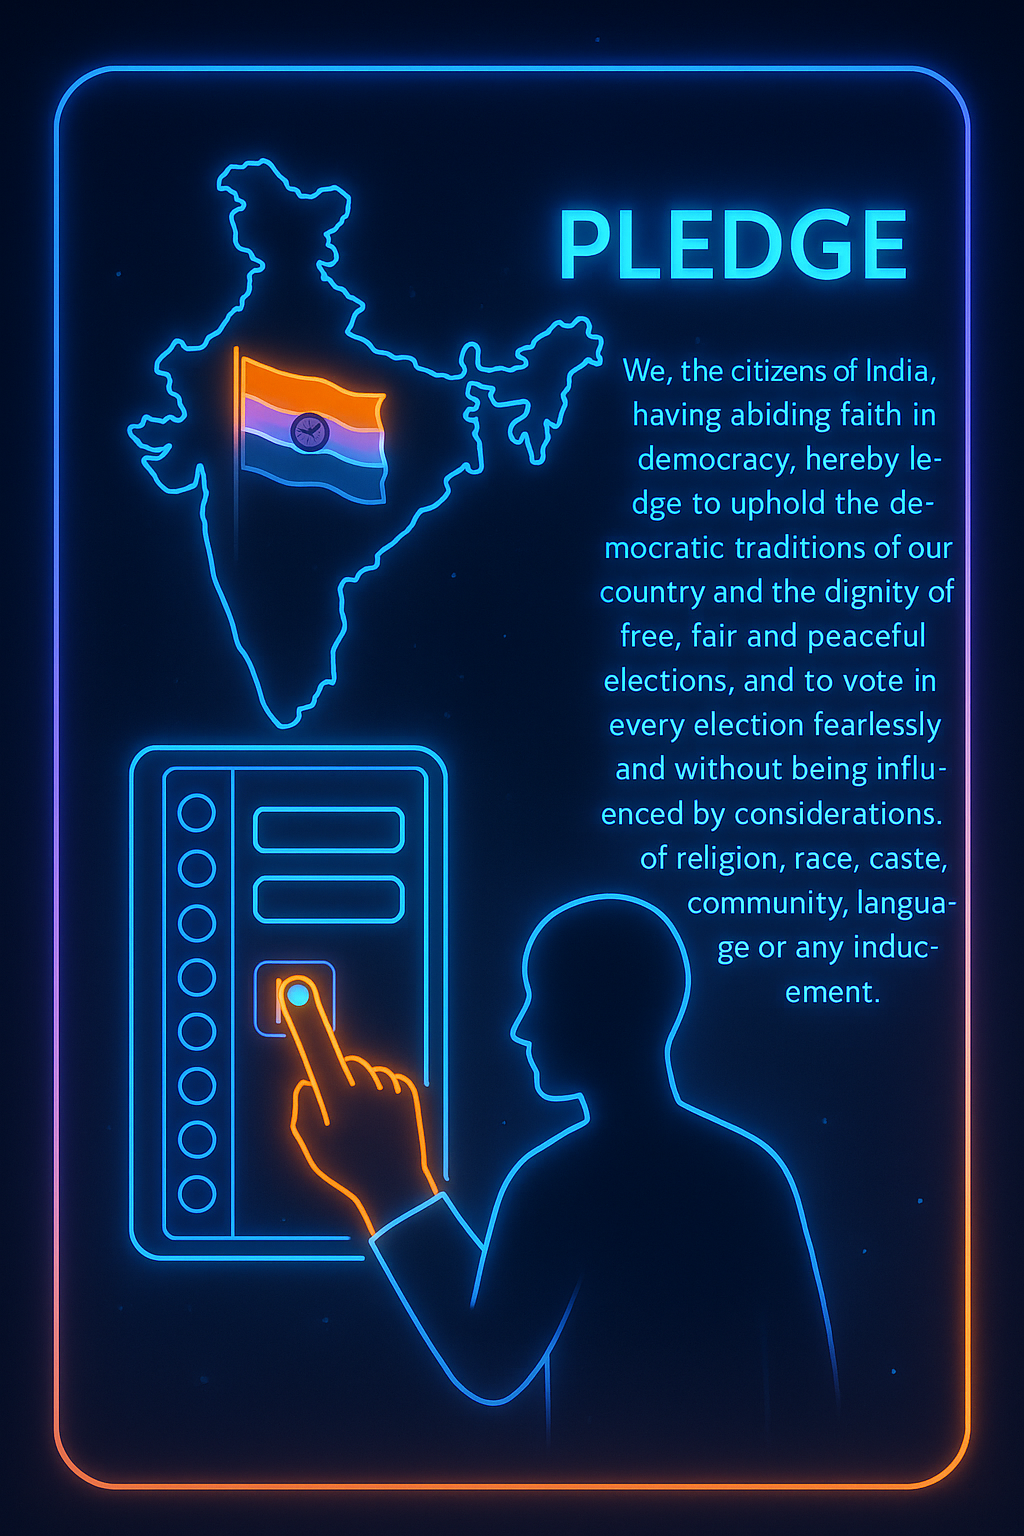 PLEDGE
We, the citizens of India,
having abiding faith in
democracy, hereby le-
dge to uphold the de-
mocratic traditions of our
country and the dignity of
free, fair and peaceful
elections, and to vote in
every election fearlessly
and without being influ-
enced by considerations.
of religion, race, caste,
community, langua-
ge or any induc-
ement.